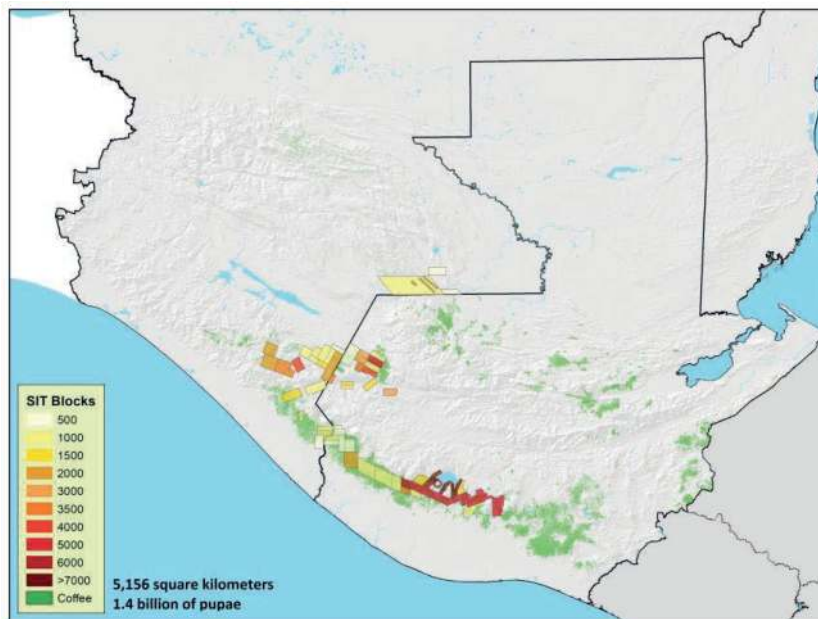 SIT Blocks
500
1000
1500
2000
3000
3500
4000
5000
6000
>7000
Coffee
5,156 square kilometers
1.4 billion of pupae